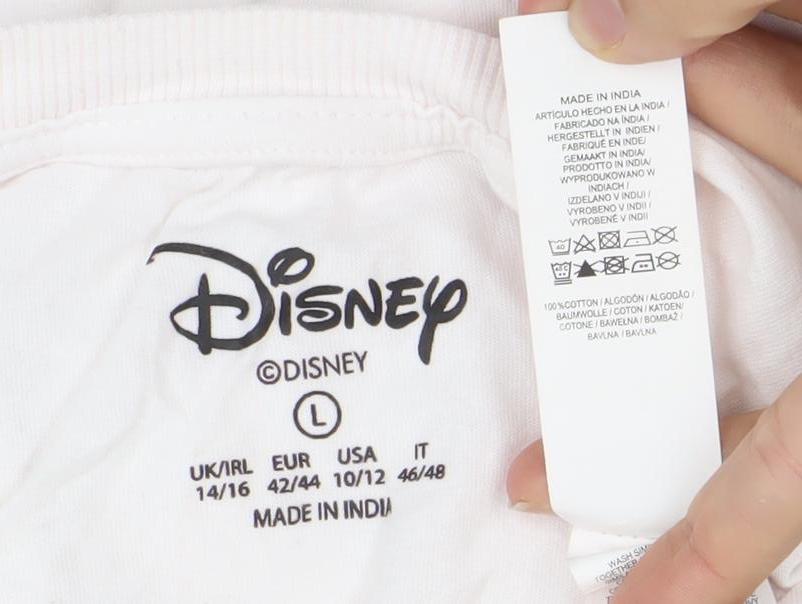 MADE IN INDIA
ARTÍCULO HECHO EN LA INDIA /
FABRICADO NA ÍNDIA /
HERGESTELLT IN INDIEN /
FABRIQUÉ EN INDE/
GEMAAKT IN INDIA/
PRODOTTO IN INDIA/
WYPRODUKOWANO W
INDIACH /
IZDELANO V INDIJI /
VYROBENO V INDII /
VYROBENÉ V INDII
40
100%COTTON / ALGODÓN / ALGODÃO /
BAUMWOLLE / COTON / KATOEN/
COTONE / BAWEŁNA / BOMBAŽ /
BAVLNA / BAVLNA
WASH
TOGETHER
Disney
©DISNEY
L
UK/IRL EUR USA IT
14/16 42/44 10/12 46/48
MADE IN INDIA